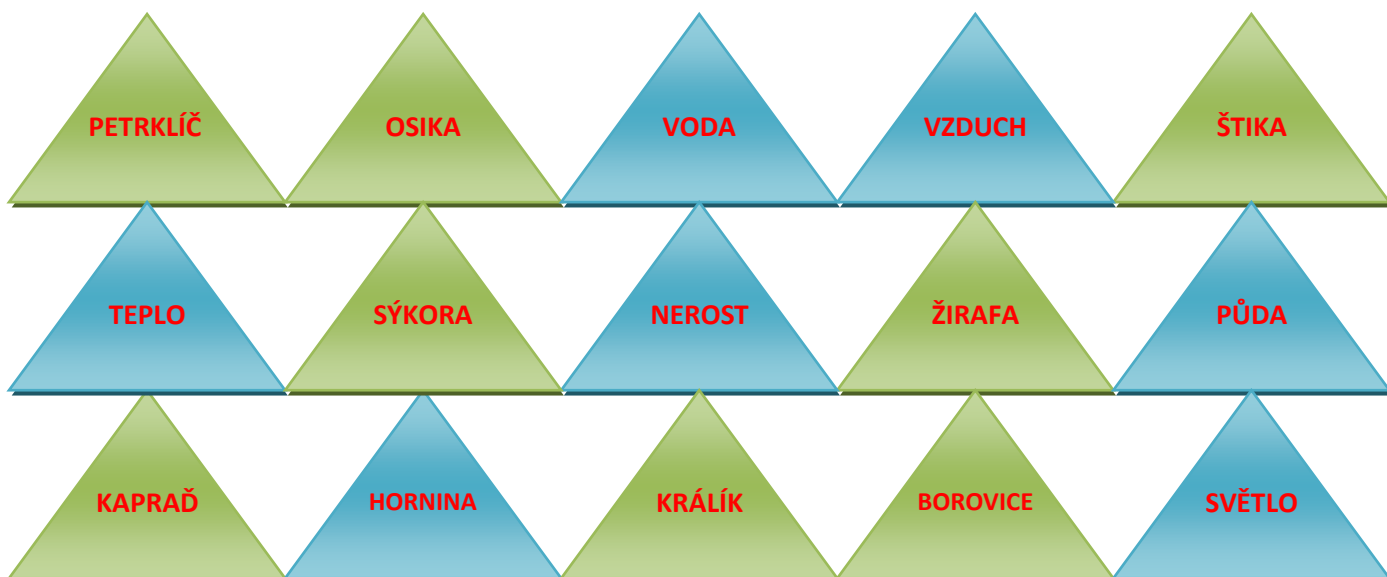 PETRKLÍČ
OSIKA
VODA
VZDUCH
ŠTIKA
TEPLO
SÝKORA
NEROST
ŽIRAFA
PŮDA
KAPRAĎ
HORNINA
KRÁLÍK
BOROVICE
SVĚTLO